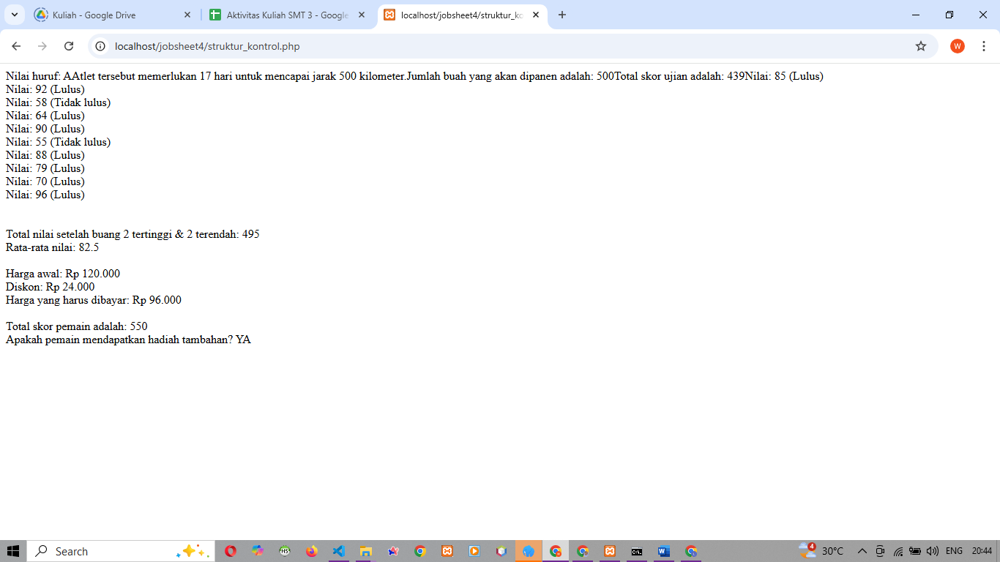 Kuliah - Google Drive
Aktivitas Kuliah SMT 3 - Google
localhost/jobsheet4/struktur_ko
localhost/jobsheet4/struktur_kontrol.php
W
Nilai huruf: AAtlet tersebut memerlukan 17 hari untuk mencapai jarak 500 kilometer.Jumlah buah yang akan dipanen adalah: 500Total skor ujian adalah: 439Nilai: 85 (Lulus)
Nilai: 92 (Lulus)
Nilai: 58 (Tidak lulus)
Nilai: 64 (Lulus)
Nilai: 90 (Lulus)
Nilai: 55 (Tidak lulus)
Nilai: 88 (Lulus)
Nilai: 79 (Lulus)
Nilai: 70 (Lulus)
Nilai: 96 (Lulus)
Total nilai setelah buang 2 tertinggi & 2 terendah: 495
Rata-rata nilai: 82.5
Harga awal: Rp 120.000
Diskon: Rp 24.000
Harga yang harus dibayar: Rp 96.000
Total skor pemain adalah: 550
Apakah pemain mendapatkan hadiah tambahan? YA
Search
HS
C:\.
W
4
30°C
ENG
20:44